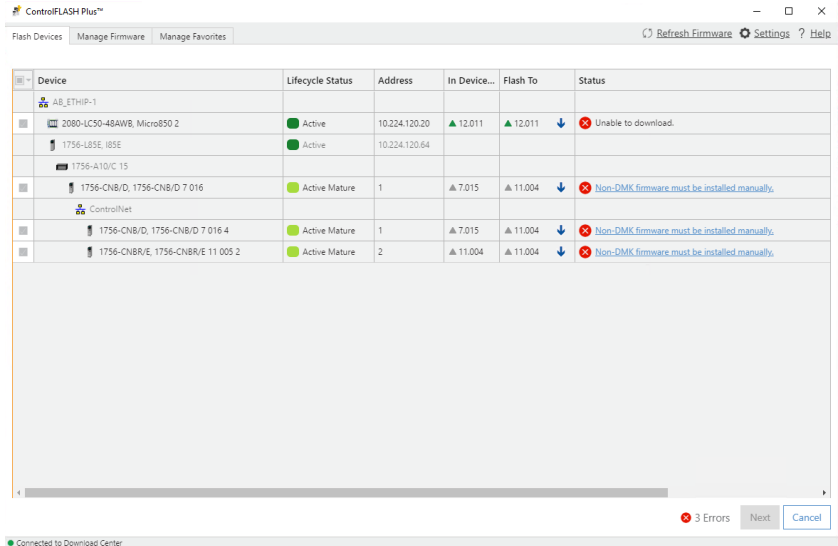 ControlFLASH Plus™
Flash Devices Manage Firmware Manage Favorites Refresh Firmware Settings ? Help
Device Lifecycle Status Address In Device... Flash To Status
AB_ETHIP-1
2080-LC50-48AWB, Micro850 2 Active 10.224.120.20 12.011 12.011 Unable to download.
1756-L85E, I85E Active 10.224.120.64
1756-A10/C 15
1756-CNB/D, 1756-CNB/D 7 016 Active Mature 1 7.015 11.004 Non-DMK firmware must be installed manually.
ControlNet
1756-CNB/D, 1756-CNB/D 7 016 4 Active Mature 1 7.015 11.004 Non-DMK firmware must be installed manually.
1756-CNBR/E, 1756-CNBR/E 11 005 2 Active Mature 2 11.004 11.004 Non-DMK firmware must be installed manually.
3 Errors Next Cancel
Connected to Download Center